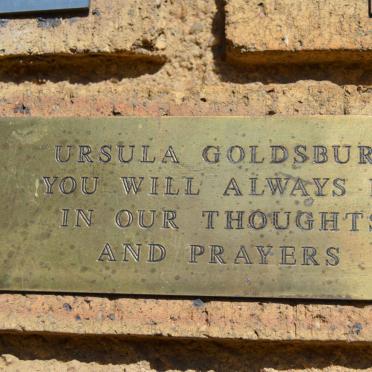 URSULA GOLDSBUR
YOU WILL ALWAYS
IN OUR THOUGHTS
AND PRAYERS